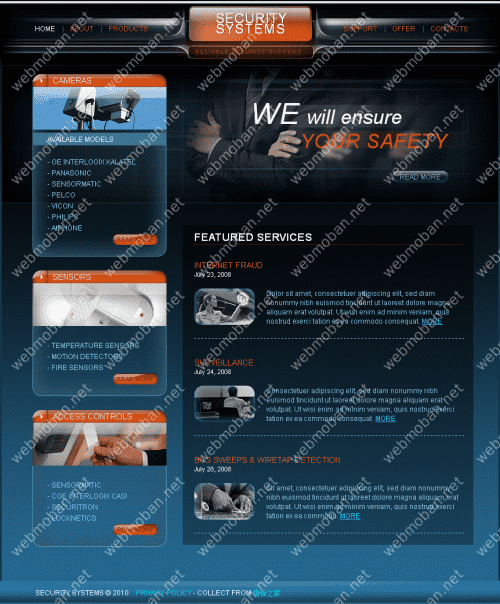 HOME | ABOUT | PRODUCTS
SECURITY
SYSTEMS
RELIABLE SECURITY SYSTEMS
SUPPORT | OFFER | CONTACTS
CAMERAS
AVAILABLE MODELS
- GE INTERLOGIX KALATEL
- PANASONIC
- SENSORMATIC
- PELCO
- VICON
- PHILIPS
- AIPHONE
READ MORE
WE will ensure
YOUR SAFETY
READ MORE
SENSORS
- TEMPERATURE SENSORS
- MOTION DETECTORS
- FIRE SENSORS
READ MORE
ACCESS CONTROLS
- SENSORMATIC
- CGE INTERLOGIX CASI
- SECURITRON
- LOCKNETICS
READ MORE
FEATURED SERVICES
INTERNET FRAUD
July 23, 2008
Dolor sit amet, consectetuer adipiscing elit, sed diam
nonummy nibh euismod tincidunt ut laoreet dolore magna
aliquam erat volutpat. Ut wisi enim ad minim veniam, quis
nostrud exerci tation ex ea commodo consequat. MORE
SURVEILLANCE
July 24, 2008
Consectetuer adipiscing elit, sed diam nonummy nibh
euismod tincidunt ut laoreet dolore magna aliquam erat
volutpat. Ut wisi enim ad minim veniam, quis nostrud exerci
tation ex ea commodo consequat. MORE
BUG SWEEPS & WIRETAP DETECTION
July 26, 2008
Sit amet, consectetuer adipiscing elit, sed diam nonummy
nibh euismod tincidunt ut laoreet dolore magna aliquam erat
volutpat. Ut wisi enim ad minim veniam, quis nostrud exerci
tation ex ea commodo MORE
SECURITY SYSTEMS © 2010 PRIVACY POLICY - COLLECT FROM
webmoban.net